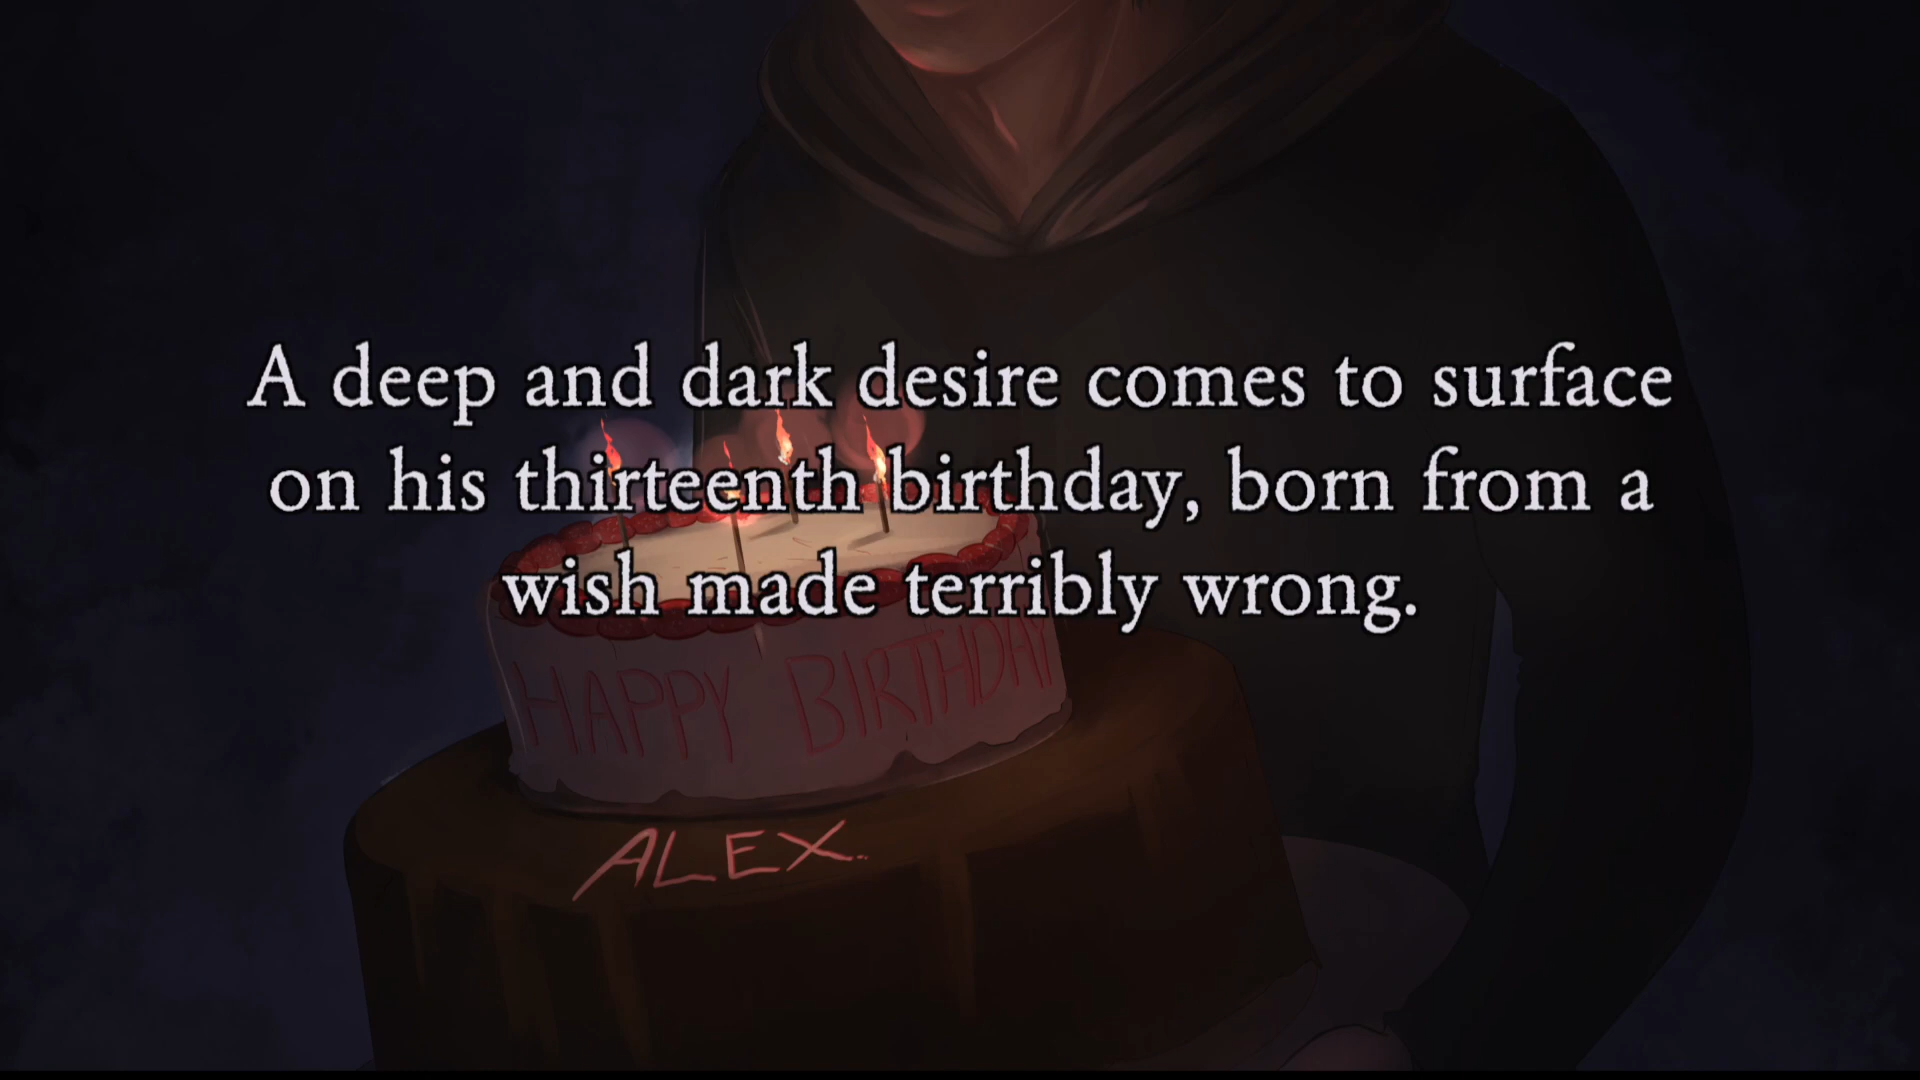 A deep and dark desire comes to surface
on his thirteenth birthday, born from a
wish made terribly wrong.
HAPPY BIRTHDAY
ALEX.